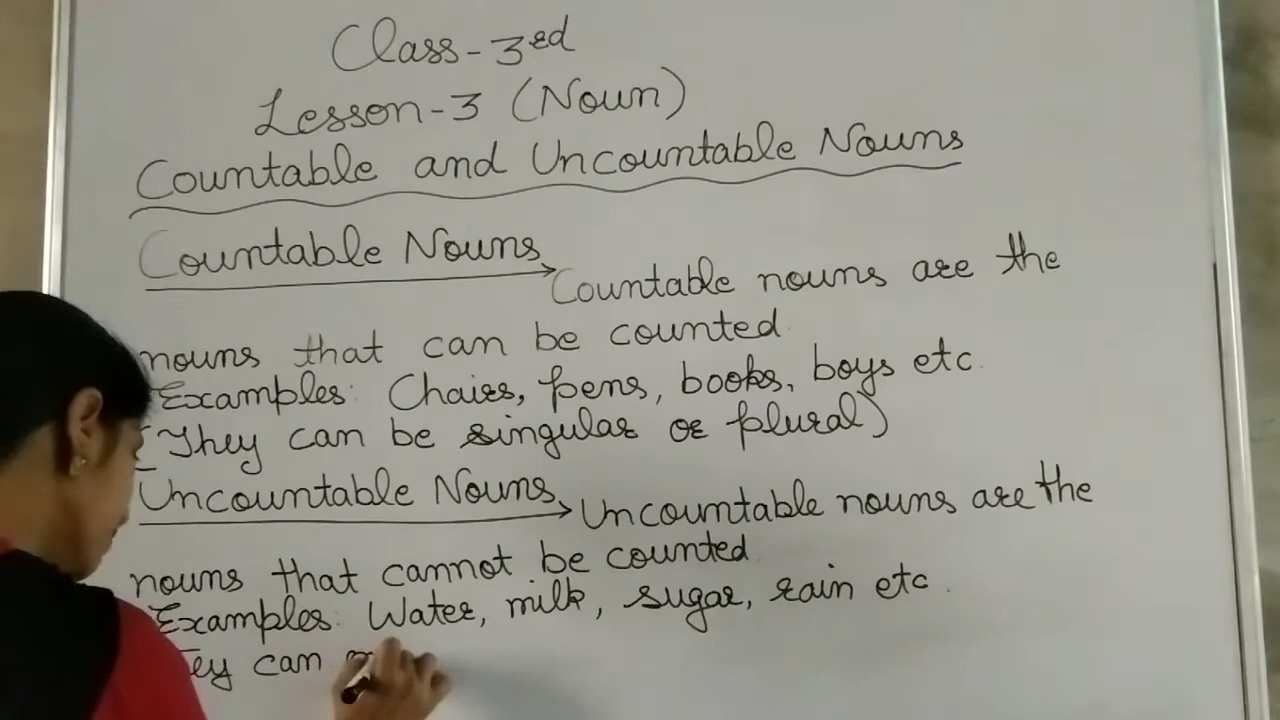 Class-3rd
Lesson-3 (Noun)
Countable and Uncountable Nouns
Countable Nouns → Countable nouns are the
nouns that can be counted
Examples: Chairs, pens, books, boys etc.
(They can be singular or plural)
Uncountable Nouns → Uncountable nouns are the
nouns that cannot be counted
Examples: Water, milk, sugar, rain etc.
can